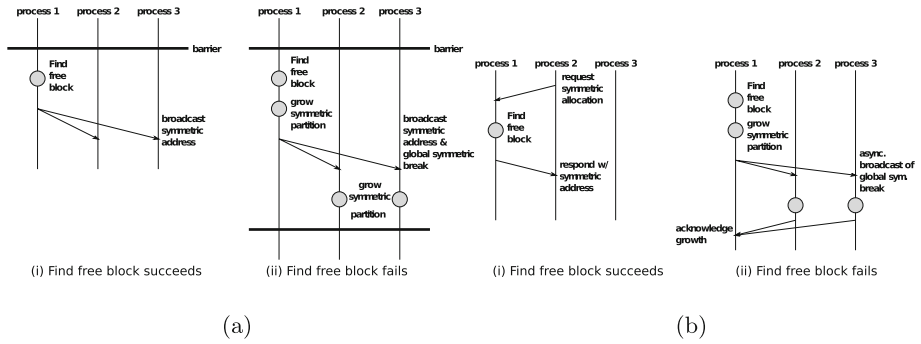 process 1 process 2 process 3
barrier
Find
free
block
broadcast
symmetric
address
(i) Find free block succeeds
process 1 process 2 process 3
barrier
Find
free
block
grow
symmetric
partition
broadcast
symmetric
address &
global symmetric
break
grow
symmetric
partition
(ii) Find free block fails
(a)
process 1 process 2 process 3
request
symmetric
allocation
Find
free
block
respond w/
symmetric
address
(i) Find free block succeeds
process 1 process 2 process 3
Find
free
block
grow
symmetric
partition
async.
broadcast of
global sym.
break
acknowledge
growth
(ii) Find free block fails
(b)